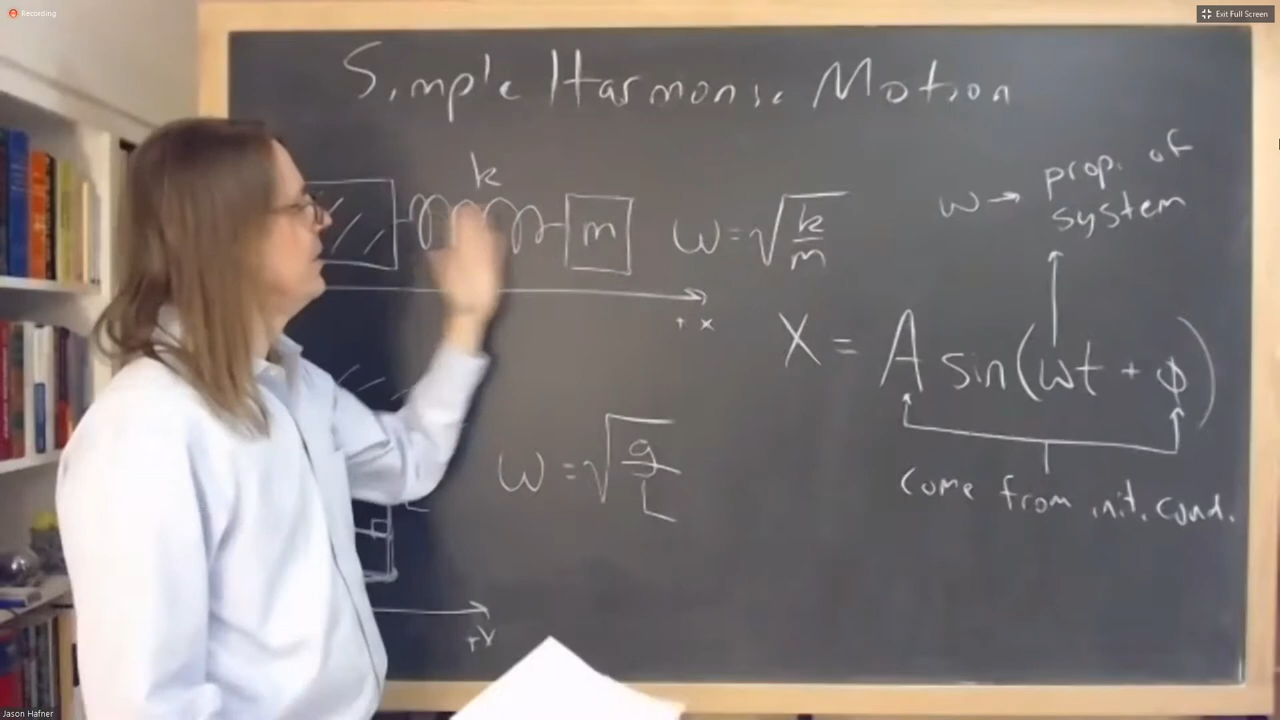 Recording
Exit Full Screen
Simple Harmonic Motion
k
m
ω = √(k/m)
+ x
ω → prop. of
system
X = A sin(ωt + φ)
come from init. cond.
ω = √(g/L)
L
+x
Jason Hafner